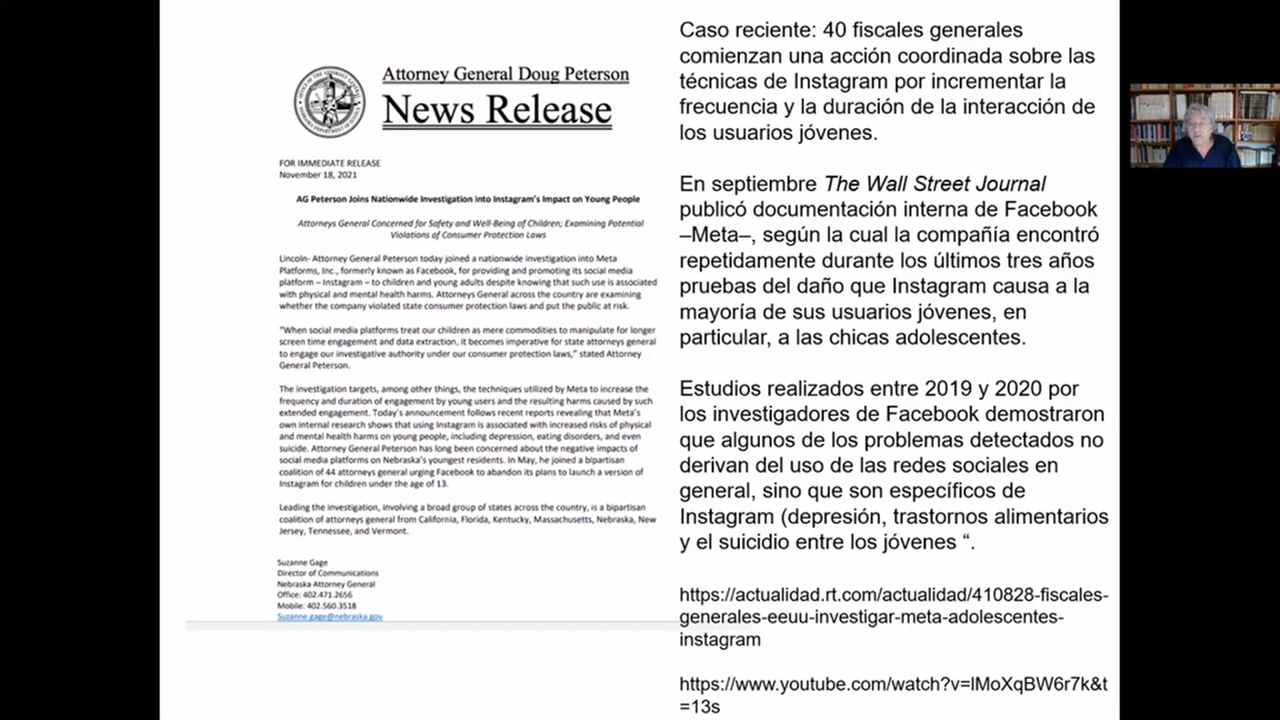 Attorney General Doug Peterson
News Release
FOR IMMEDIATE RELEASE
November 18, 2021
AG Peterson Joins Nationwide Investigation into Instagram's Impact on Young People
Attorneys General Concerned for Safety and Well-Being of Children; Examining Potential
Violations of Consumer Protection Laws
Lincoln- Attorney General Peterson today joined a nationwide investigation into Meta
Platforms, Inc., formerly known as Facebook, for providing and promoting its social media
platform – Instagram – to children and young adults despite knowing that such use is associated
with physical and mental health harms. Attorneys General across the country are examining
whether the company violated state consumer protection laws and put the public at risk.
"When social media platforms treat our children as mere commodities to manipulate for longer
screen time engagement and data extraction, it becomes imperative for state attorneys general
to engage our investigative authority under our consumer protection laws," stated Attorney
General Peterson.
The investigation targets, among other things, the techniques utilized by Meta to increase the
frequency and duration of engagement by young users and the resulting harms caused by such
extended engagement. Today's announcement follows recent reports revealing that Meta's
own internal research shows that using Instagram is associated with increased risks of physical
and mental health harms on young people, including depression, eating disorders, and even
suicide. Attorney General Peterson has long been concerned about the negative impacts of
social media platforms on Nebraska's youngest residents. In May, he joined a bipartisan
coalition of 44 attorneys general urging Facebook to abandon its plans to launch a version of
Instagram for children under the age of 13.
Leading the investigation, involving a broad group of states across the country, is a bipartisan
coalition of attorneys general from California, Florida, Kentucky, Massachusetts, Nebraska, New
Jersey, Tennessee, and Vermont.
Suzanne Gage
Director of Communications
Nebraska Attorney General
Office: 402.471.2656
Mobile: 402.560.3518
Suzanne.gage@nebraska.gov
Caso reciente: 40 fiscales generales
comienzan una acción coordinada sobre las
técnicas de Instagram por incrementar la
frecuencia y la duración de la interacción de
los usuarios jóvenes.
En septiembre The Wall Street Journal
publicó documentación interna de Facebook
–Meta–, según la cual la compañía encontró
repetidamente durante los últimos tres años
pruebas del daño que Instagram causa a la
mayoría de sus usuarios jóvenes, en
particular, a las chicas adolescentes.
Estudios realizados entre 2019 y 2020 por
los investigadores de Facebook demostraron
que algunos de los problemas detectados no
derivan del uso de las redes sociales en
general, sino que son específicos de
Instagram (depresión, trastornos alimentarios
y el suicidio entre los jóvenes “.
https://actualidad.rt.com/actualidad/410828-fiscales-
generales-eeuu-investigar-meta-adolescentes-
instagram
https://www.youtube.com/watch?v=lMoXqBW6r7k&t
=13s